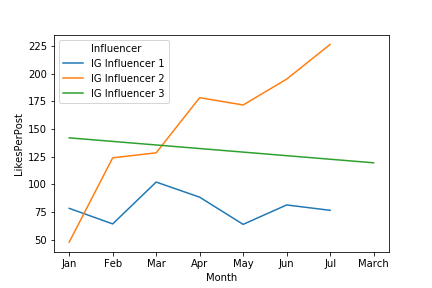 225
200
175
150
125
100
75
50
LikesPerPost
Influencer
IG Influencer 1
IG Influencer 2
IG Influencer 3
Jan Feb Mar Apr May Jun Jul March
Month